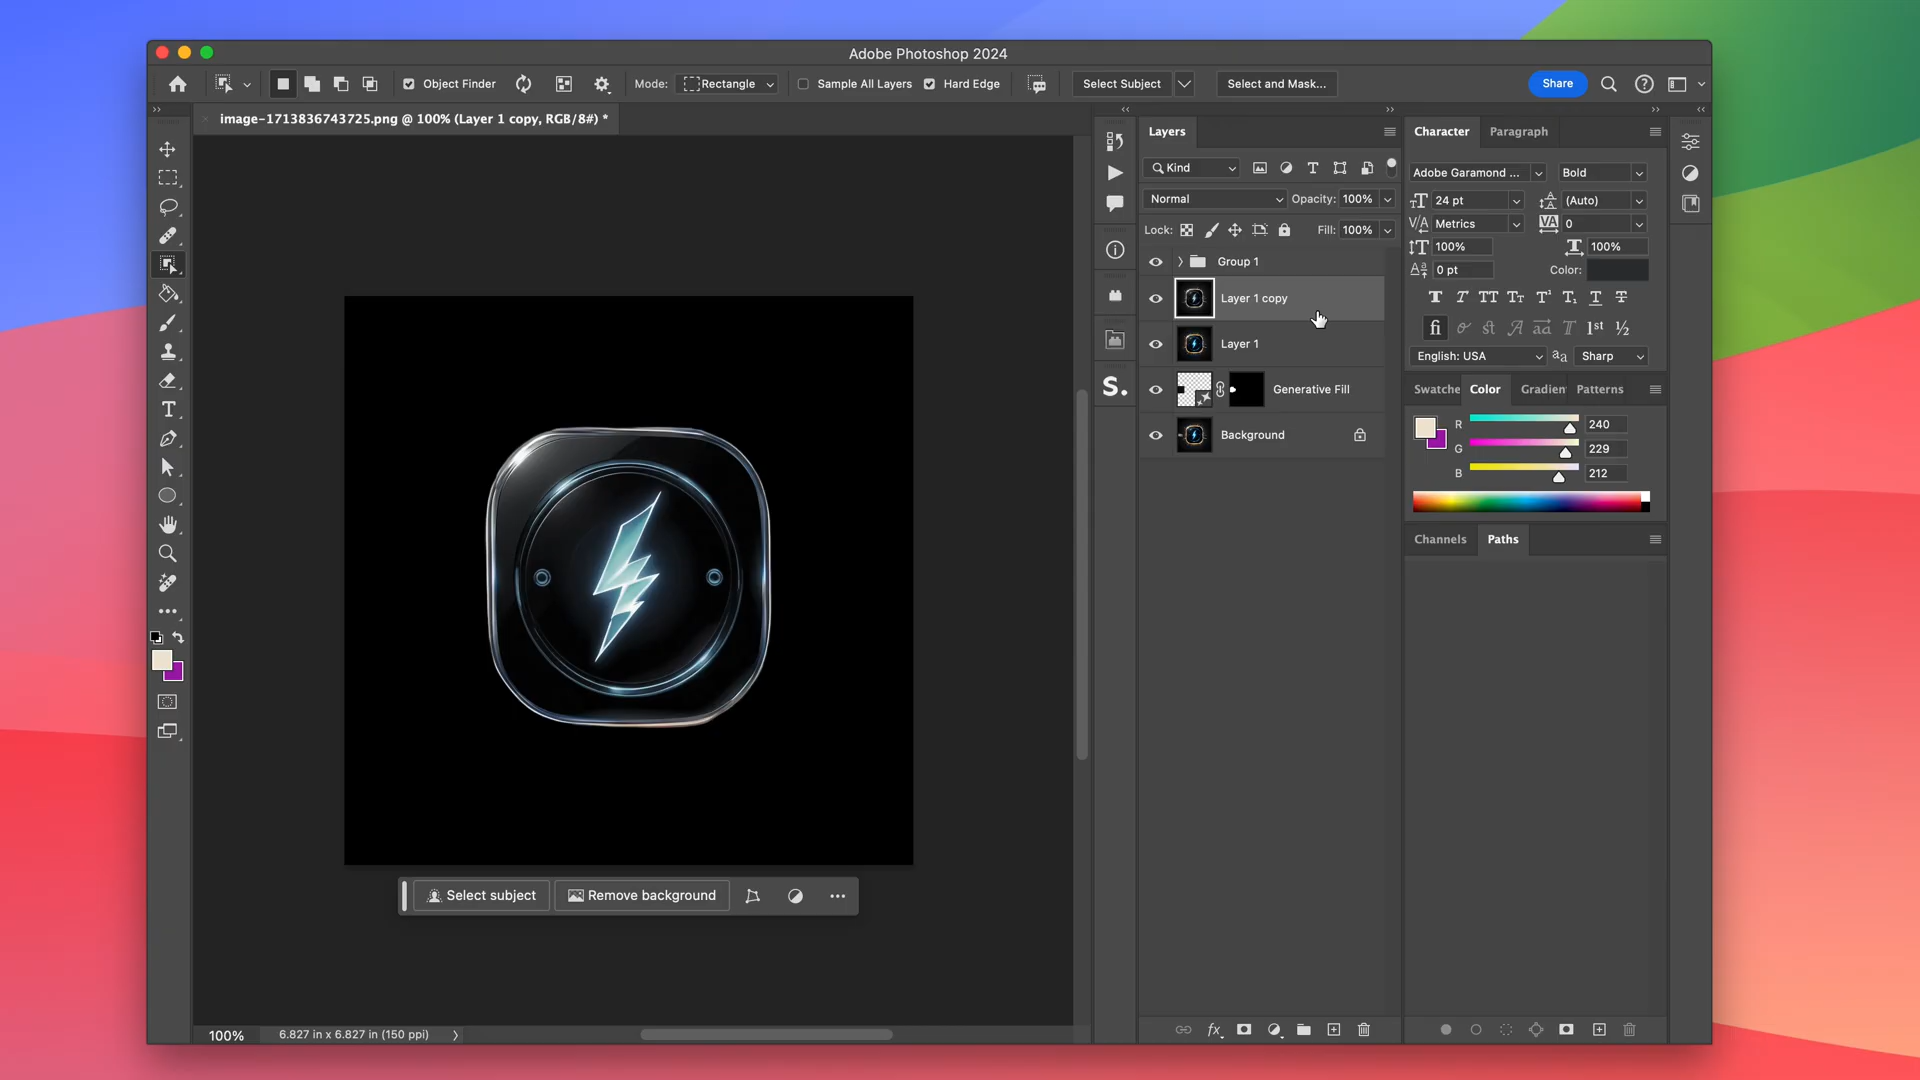 Adobe Photoshop 2024
Object Finder
Mode: Rectangle
Sample All Layers
Hard Edge
Select Subject
Select and Mask...
Share
image-1713836743725.png @ 100% (Layer 1 copy, RGB/8#) *
Layers
Kind
Normal
Opacity: 100%
Lock:
Fill: 100%
Group 1
Layer 1 copy
Layer 1
Generative Fill
Background
S.
Character
Paragraph
Adobe Garamond ...
Bold
24 pt
(Auto)
Metrics
0
100%
100%
0 pt
Color:
English: USA
Sharp
Swatche
Color
Gradien
Patterns
R 240
G 229
B 212
Channels
Paths
Select subject
Remove background
100%
6.827 in x 6.827 in (150 ppi)